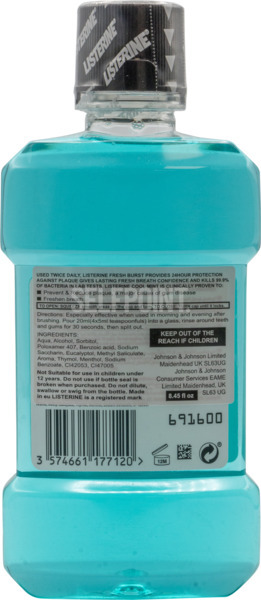 LISTERINE
LISTERINE
USED TWICE DAILY, LISTERINE FRESH BURST PROVIDES 24HOUR PROTECTION
AGAINST PLAQUE GIVES LASTING FRESH BREATH CONFIDENCE AND KILLS 99.9%
OF BACTERIA IN LAB TESTS. LISTERINE COOL MINT IS CLINICALLY PROVEN TO:
SELLPOINT
Directions: Especially effective when used in morning and evening after
brushing. Pour 20ml(4x5ml teaspoonfuls) into a glass, rinse around teeth
and gums for 30 seconds, then spit out.
INGREDIENTS:
Aqua, Alcohol, Sorbitol,
Poloxamer 407, Benzoic acid, Sodium
Saccharin, Eucalyptol, Methyl Salicylate,
Aroma, Thymol, Menthol, Sodium
Benzoate, CI42053, CI47005.
Not Suitable for use in children under
12 years. Do not use if bottle seal is
broken when purchased. Do not dilute,
swallow or swag from the bottle. Made
in eu LISTERINE is a registered mark.
KEEP OUT OF THE
REACH IF CHILDREN
Johnson & Johnson Limited
Maidenhead UK SL63UG
Johnson & Johnson
Consumer Services EAME
Limited Maidenhead, UK
8.45 fl oz
SL63 UG
691600
12M
3 574661 177120 >